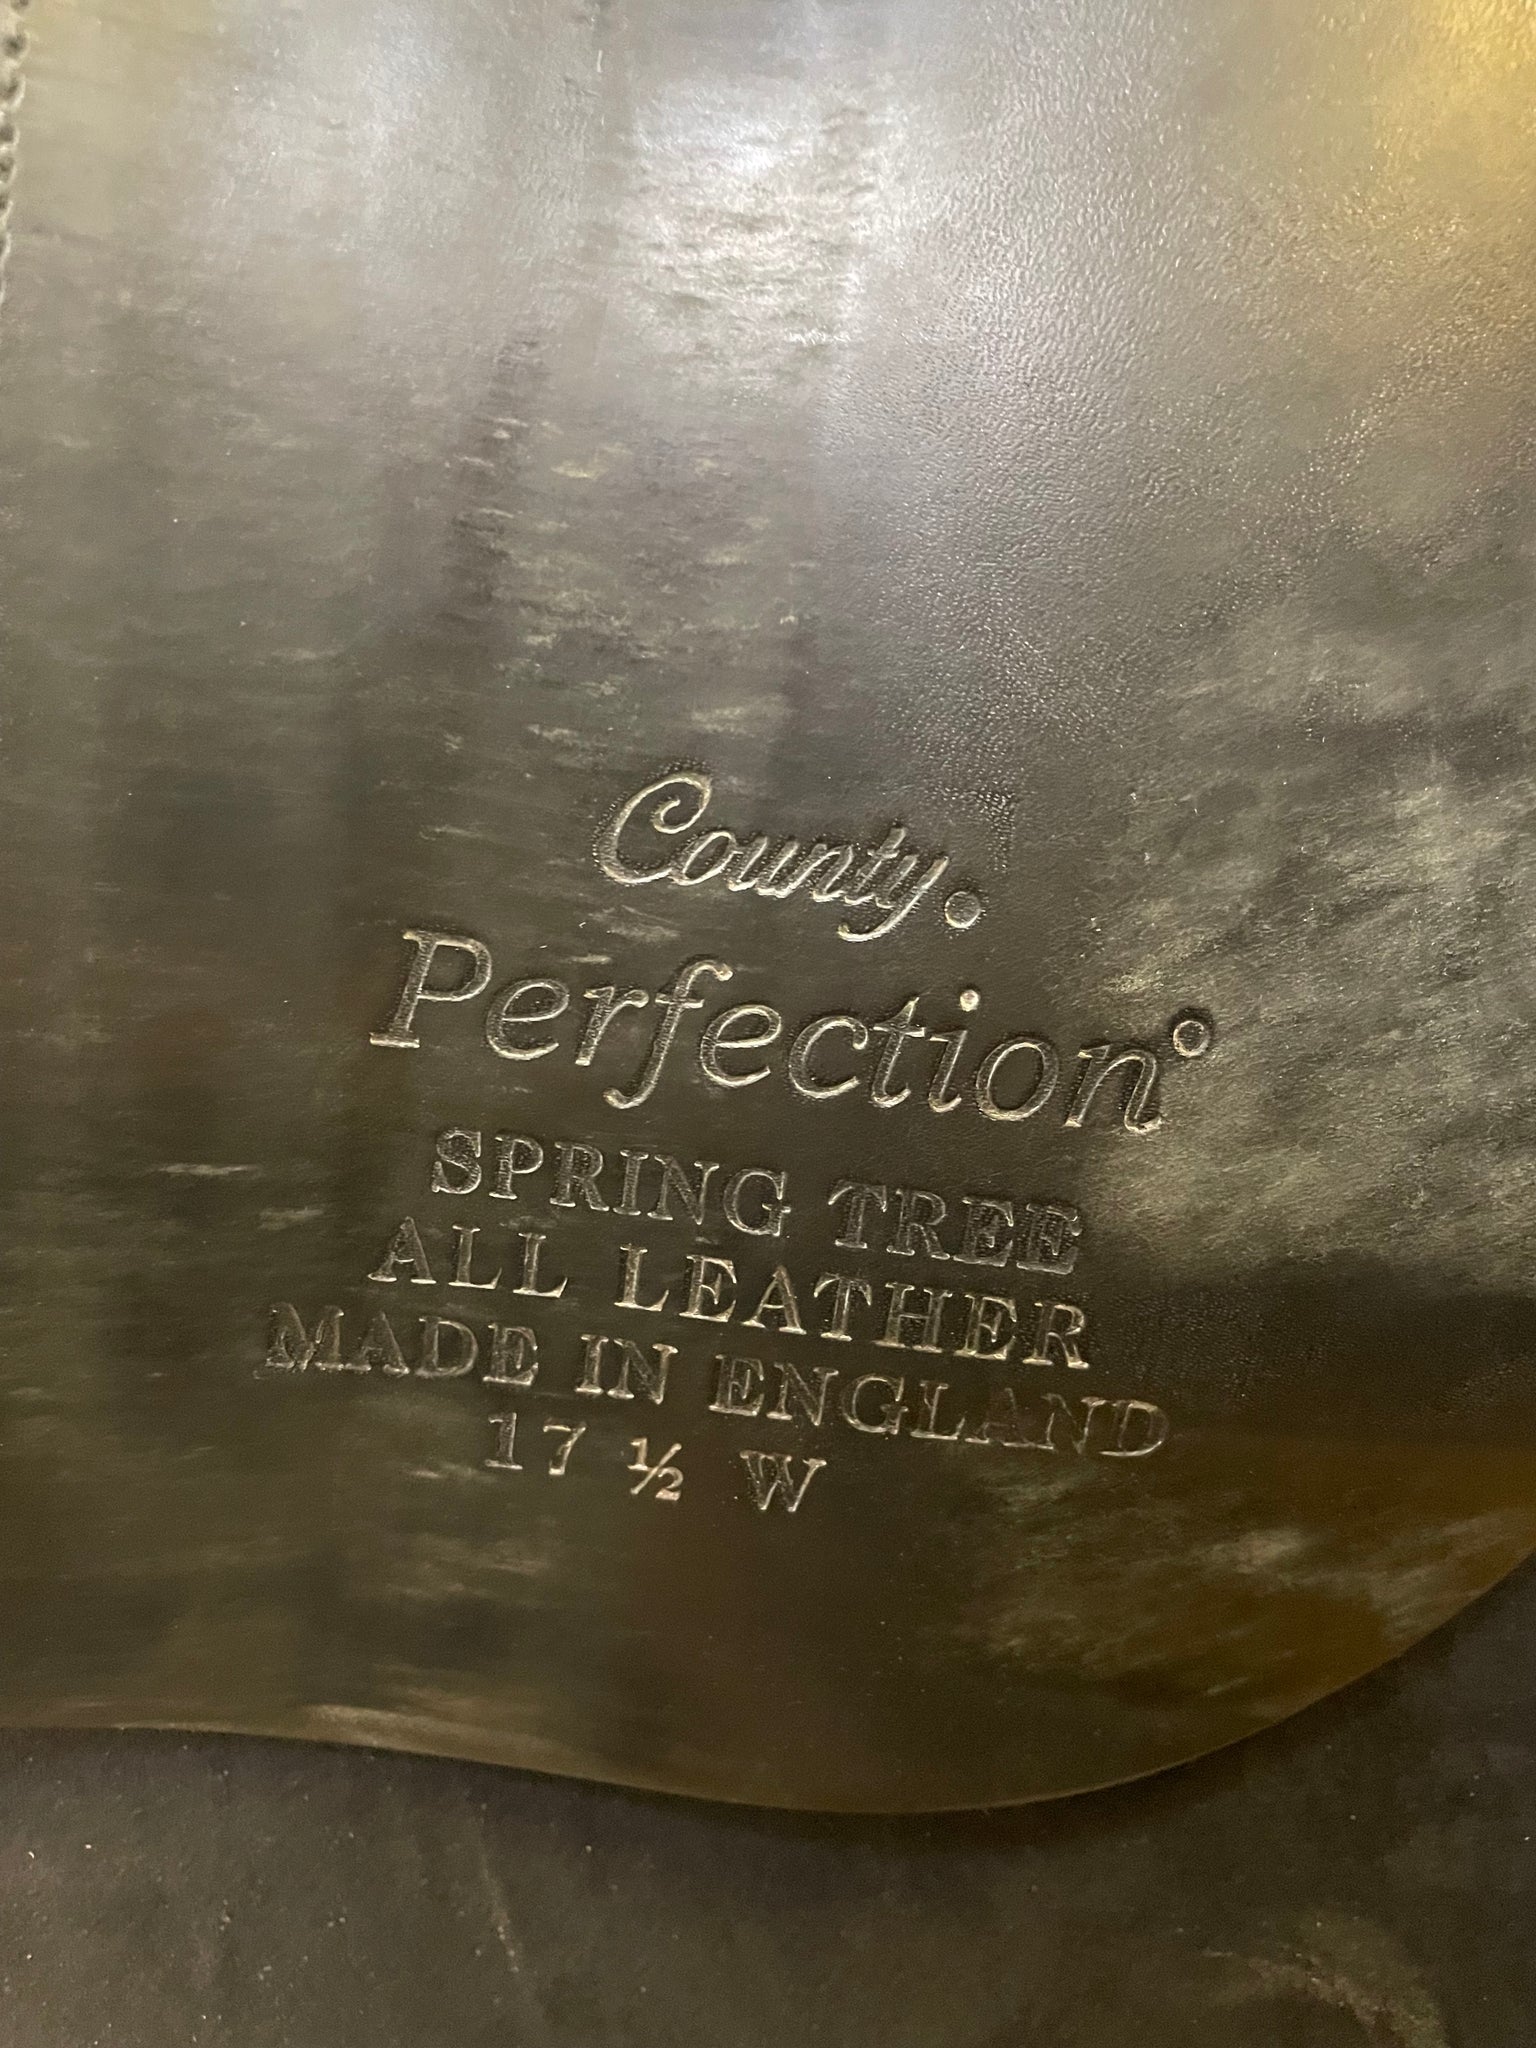 County.
Perfection°
SPRING TREE
ALL LEATHER
MADE IN ENGLAND
17 ½ W